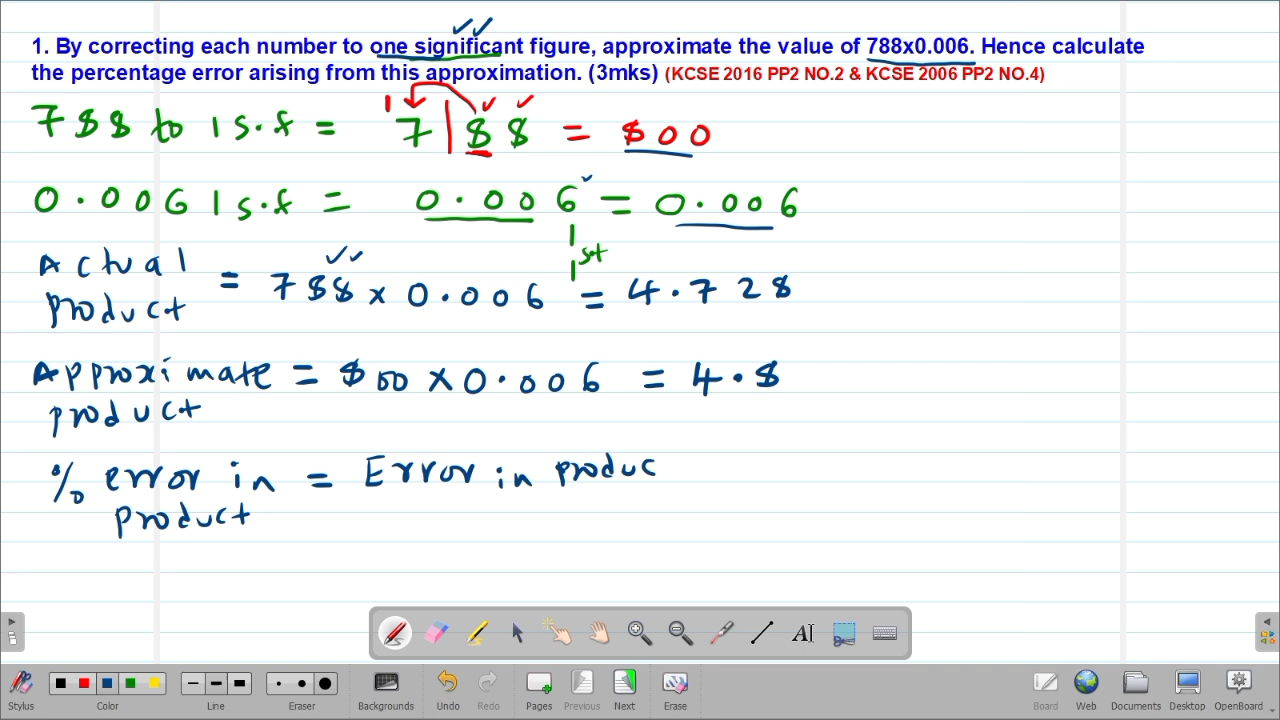 1. By correcting each number to one significant figure, approximate the value of 788x0.006. Hence calculate
the percentage error arising from this approximation. (3mks) (KCSE 2016 PP2 NO.2 & KCSE 2006 PP2 NO.4)
788 to 1 s.f = 1 7|88 = 800
0.006 1 s.f = 0.006 = 0.006
1 sf
Actual product = 788 x 0.006 = 4.728
Approximate product = 800 x 0.006 = 4.8
% error in product = Error in produc
Stylus Color Line Eraser Backgrounds Undo Redo Pages Previous Next Erase Board Web Documents Desktop OpenBoard